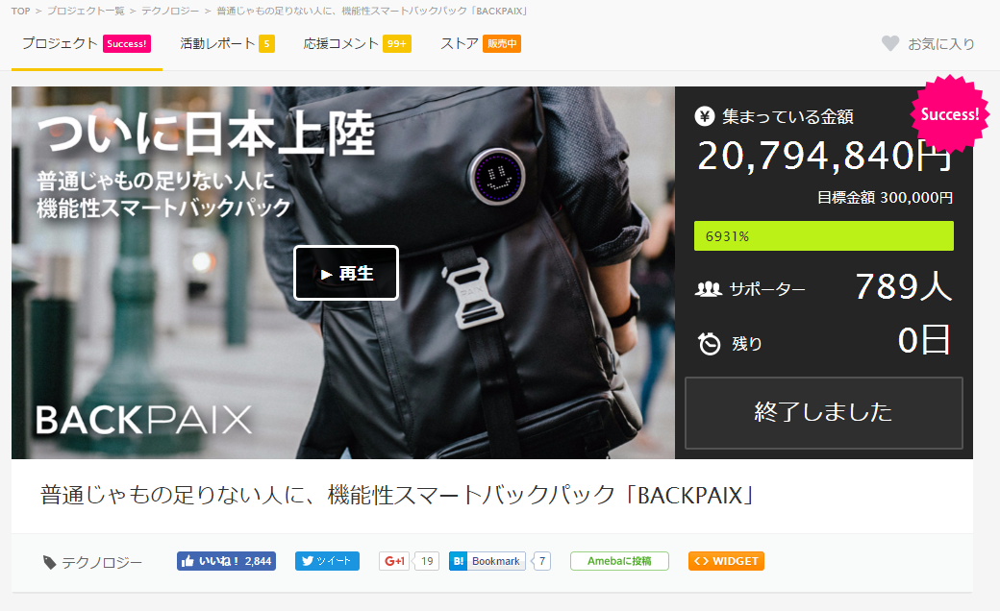 TOP > プロジェクト一覧 > テクノロジー > 普通じゃもの足りない人に、機能性スマートバックパック「BACKPAIX」
プロジェクト Success! 活動レポート 5 応援コメント 99+ ストア 販売中 お気に入り
ついに日本上陸
普通じゃもの足りない人に
機能性スマートバックパック
▶ 再生
BACKPAIX
Success!
¥ 集まっている金額
20,794,840円
目標金額 300,000円
6931%
サポーター 789人
残り 0日
終了しました
普通じゃもの足りない人に、機能性スマートバックパック「BACKPAIX」
テクノロジー いいね! 2,844 ツイート G+1 19 B! Bookmark 7 Amebaに投稿 <> WIDGET